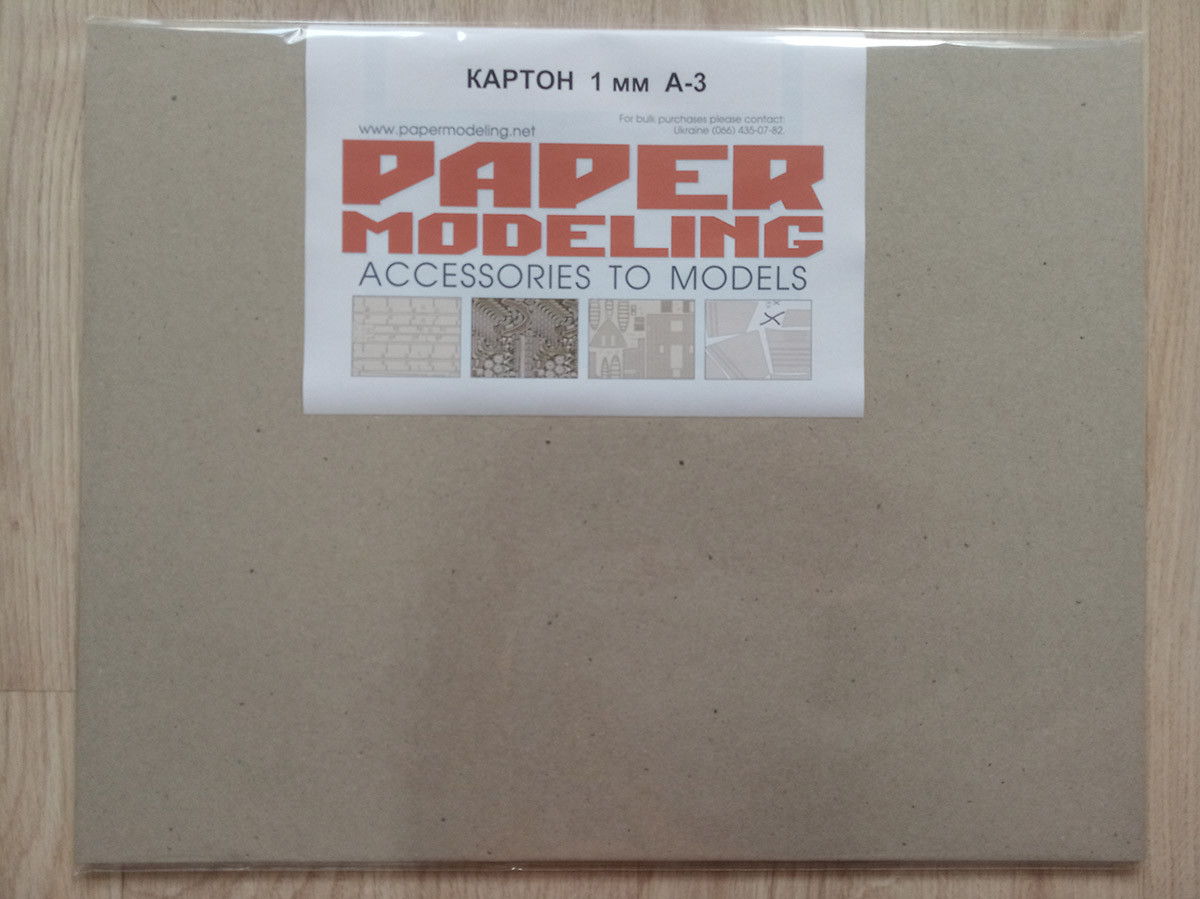 КАРТОН 1 мм А-3
For bulk purchases please contact:
www.papermodeling.net
Ukraine (066) 435-07-82.
PAPER
MODELING
ACCESSORIES TO MODELS